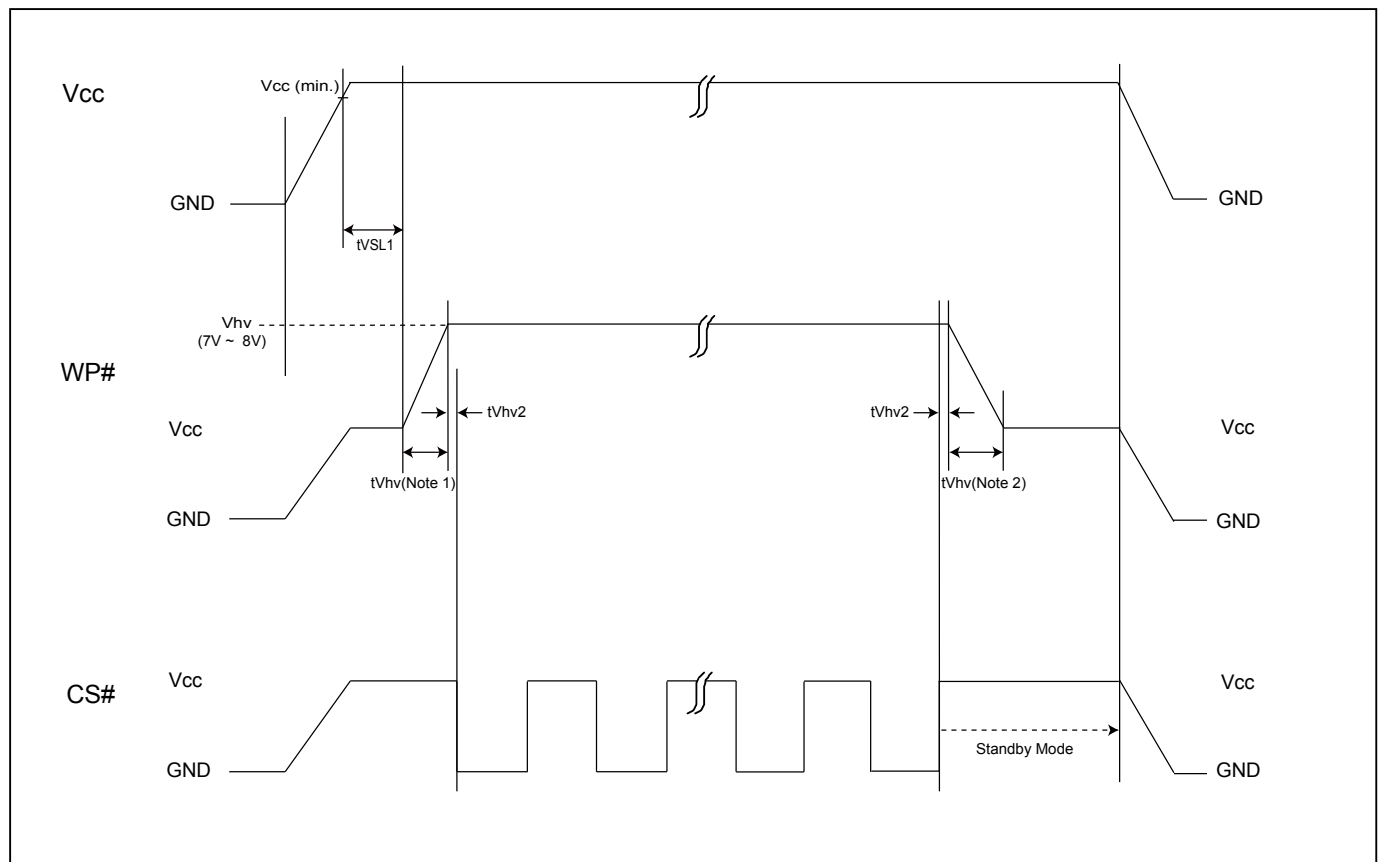 Vcc
Vcc (min.)
GND
GND
tVSL1
Vhv
(7V ~ 8V)
WP#
tVhv2
tVhv2
Vcc
Vcc
tVhv(Note 1)
tVhv(Note 2)
GND
GND
CS#
Vcc
Vcc
Standby Mode
GND
GND